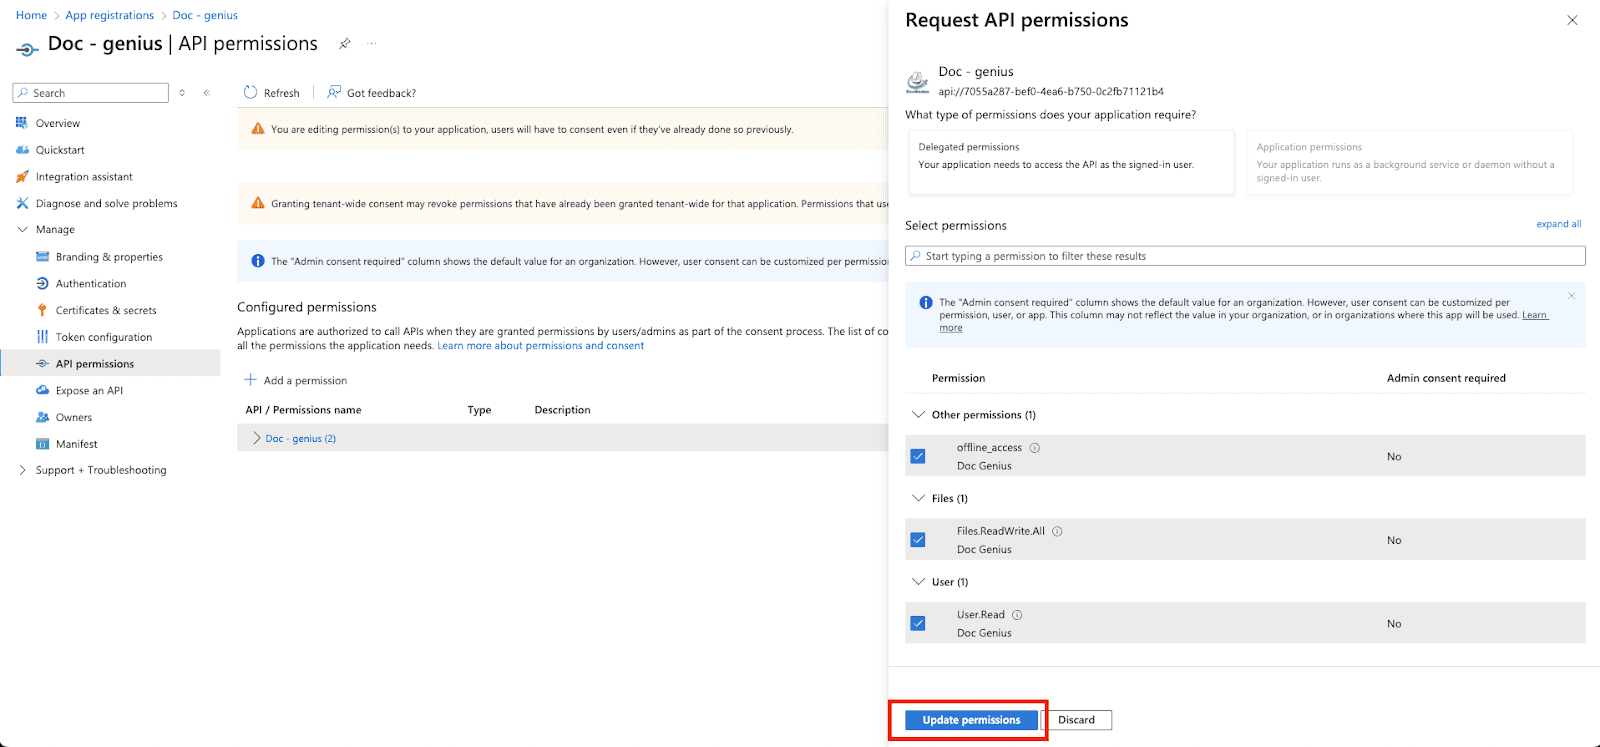 Home > App registrations > Doc - genius
Doc - genius | API permissions
Search
Refresh
Got feedback?
Overview
Quickstart
Integration assistant
Diagnose and solve problems
Manage
Branding & properties
Authentication
Certificates & secrets
Token configuration
API permissions
Expose an API
Owners
Manifest
Support + Troubleshooting
You are editing permission(s) to your application, users will have to consent even if they've already done so previously.
Granting tenant-wide consent may revoke permissions that have already been granted tenant-wide for that application. Permissions that use
The "Admin consent required" column shows the default value for an organization. However, user consent can be customized per permission
Configured permissions
Applications are authorized to call APIs when they are granted permissions by users/admins as part of the consent process. The list of co
all the permissions the application needs. Learn more about permissions and consent
Add a permission
API / Permissions name Type Description
Doc - genius (2)
Request API permissions
Doc - genius
api://7055a287-bef0-4ea6-b750-0c2fb71121b4
What type of permissions does your application require?
Delegated permissions
Your application needs to access the API as the signed-in user.
Application permissions
Your application runs as a background service or daemon without a
signed-in user.
Select permissions
expand all
Start typing a permission to filter these results
The "Admin consent required" column shows the default value for an organization. However, user consent can be customized per
permission, user, or app. This column may not reflect the value in your organization, or in organizations where this app will be used. Learn
more
Permission Admin consent required
Other permissions (1)
offline_access
Doc Genius
No
Files (1)
Files.ReadWrite.All
Doc Genius
No
User (1)
User.Read
Doc Genius
No
Update permissions
Discard